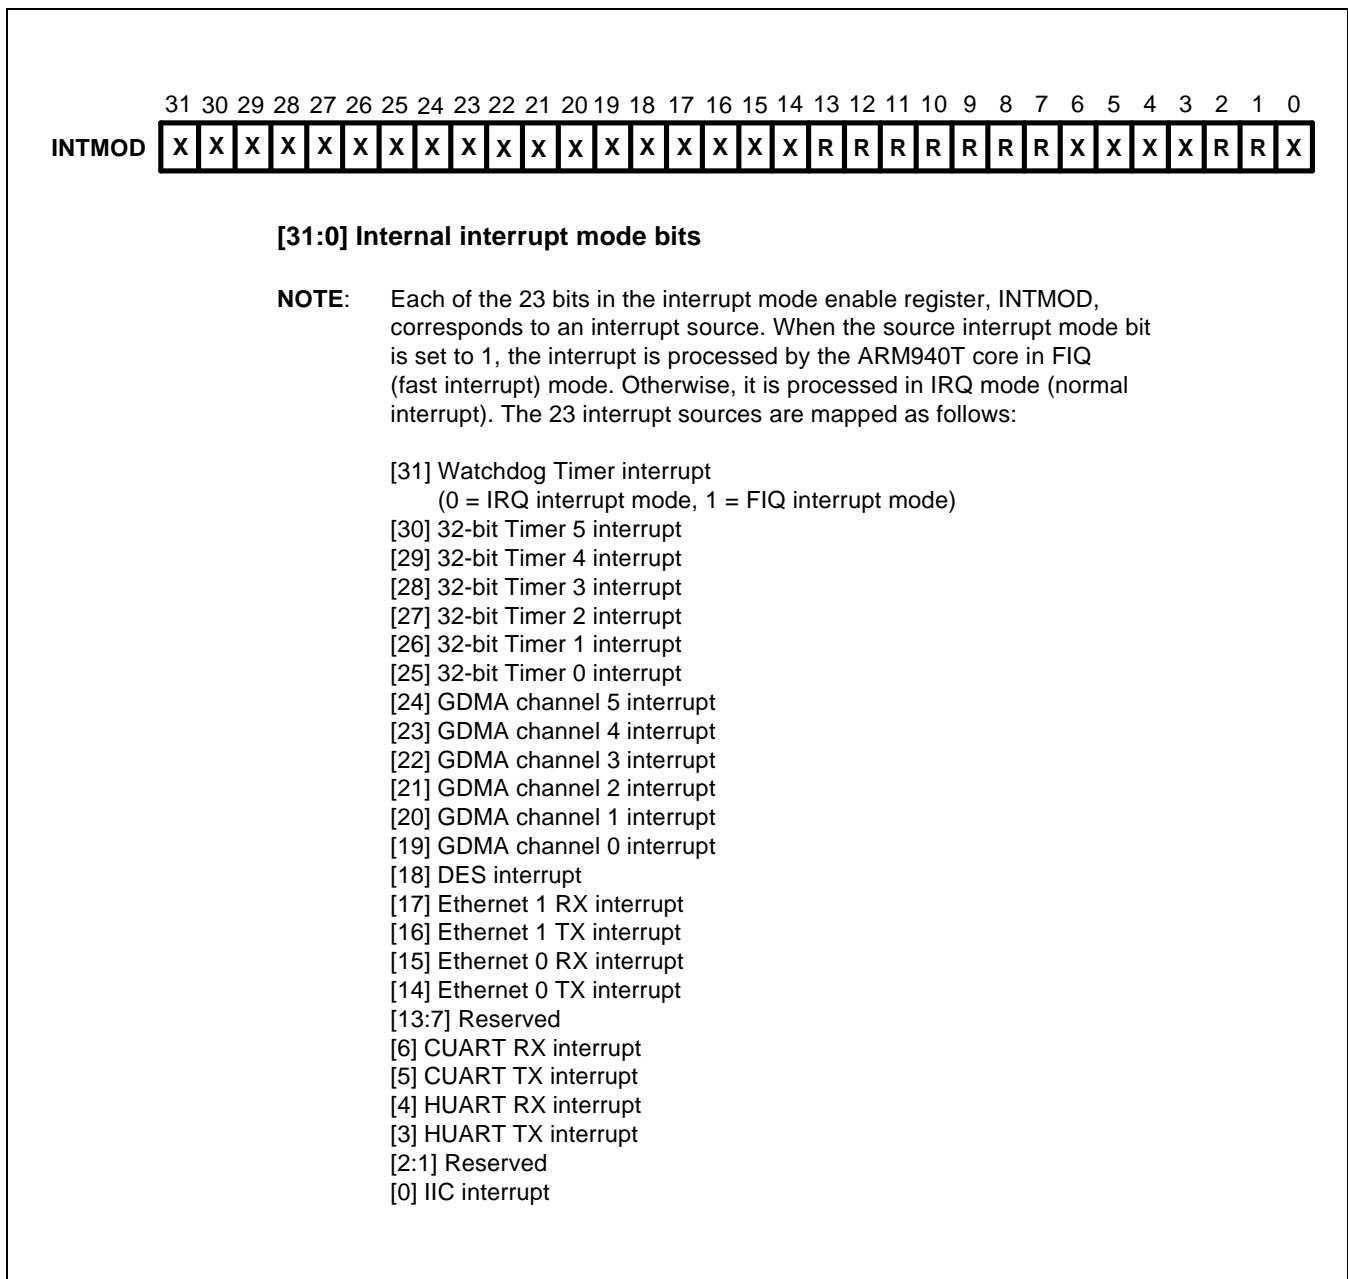 31 30 29 28 27 26 25 24 23 22 21 20 19 18 17 16 15 14 13 12 11 10 9 8 7 6 5 4 3 2 1 0
INTMOD X X X X X X X X X X X X X X X X X X R R R R R R R X X X X R R X
[31:0] Internal interrupt mode bits
NOTE: Each of the 23 bits in the interrupt mode enable register, INTMOD,
corresponds to an interrupt source. When the source interrupt mode bit
is set to 1, the interrupt is processed by the ARM940T core in FIQ
(fast interrupt) mode. Otherwise, it is processed in IRQ mode (normal
interrupt). The 23 interrupt sources are mapped as follows:
[31] Watchdog Timer interrupt
(0 = IRQ interrupt mode, 1 = FIQ interrupt mode)
[30] 32-bit Timer 5 interrupt
[29] 32-bit Timer 4 interrupt
[28] 32-bit Timer 3 interrupt
[27] 32-bit Timer 2 interrupt
[26] 32-bit Timer 1 interrupt
[25] 32-bit Timer 0 interrupt
[24] GDMA channel 5 interrupt
[23] GDMA channel 4 interrupt
[22] GDMA channel 3 interrupt
[21] GDMA channel 2 interrupt
[20] GDMA channel 1 interrupt
[19] GDMA channel 0 interrupt
[18] DES interrupt
[17] Ethernet 1 RX interrupt
[16] Ethernet 1 TX interrupt
[15] Ethernet 0 RX interrupt
[14] Ethernet 0 TX interrupt
[13:7] Reserved
[6] CUART RX interrupt
[5] CUART TX interrupt
[4] HUART RX interrupt
[3] HUART TX interrupt
[2:1] Reserved
[0] IIC interrupt